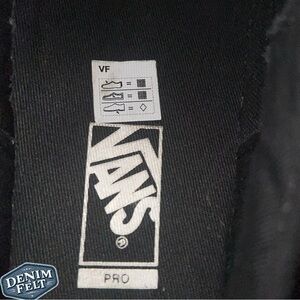 VF
=
=
=
VANS
®
PRO
DENIM
FELT